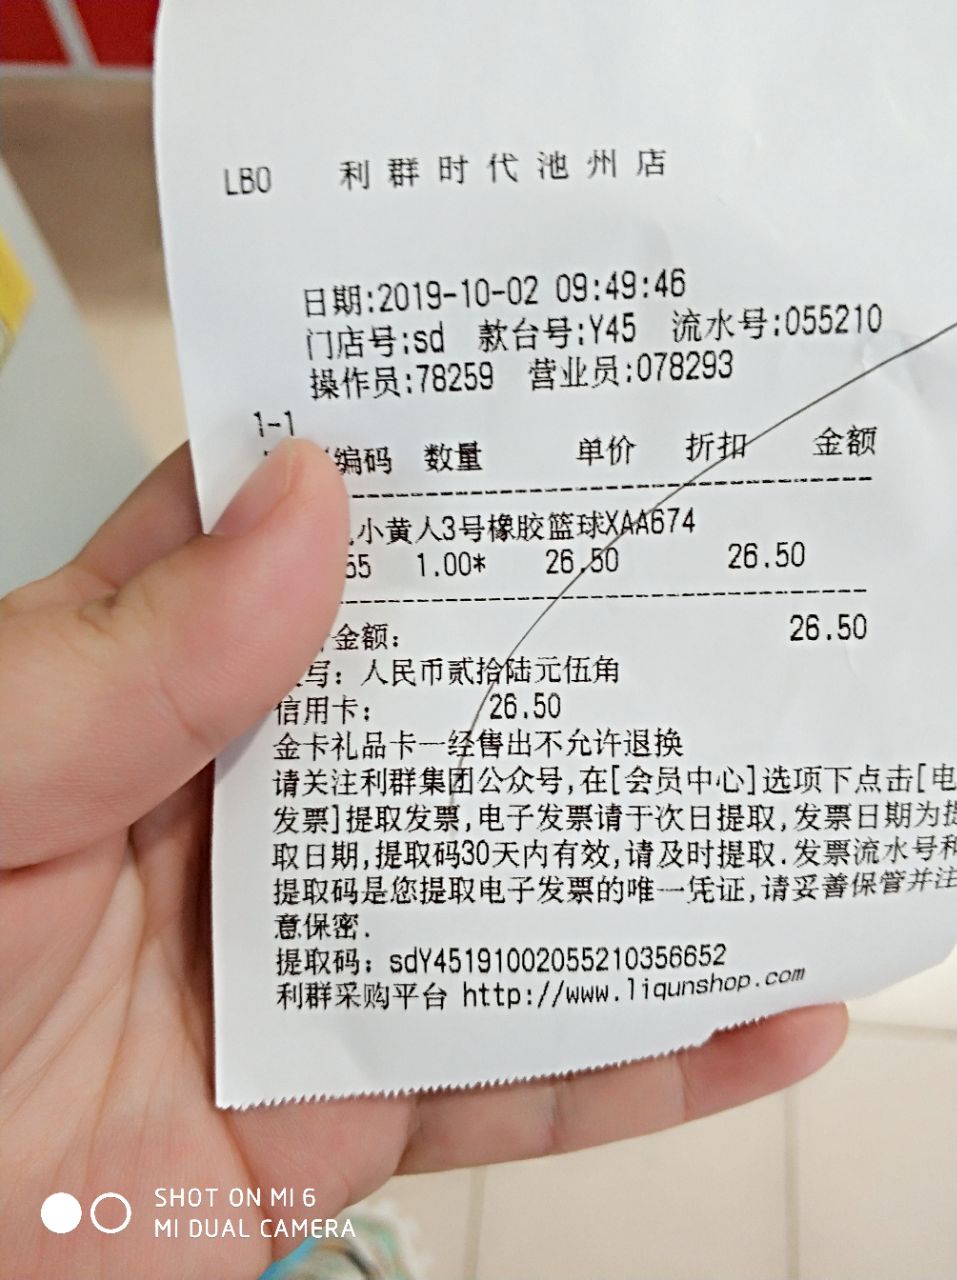 LBO 利群时代池州店
日期:2019-10-02 09:49:46
门店号:sd 款台号:Y45 流水号:055210
操作员:78259 营业员:078293
1-1
编码 数量 单价 折扣 金额
小黄人3号橡胶篮球XAA674
55 1.00* 26.50 26.50
金额: 26.50
写: 人民币贰拾陆元伍角
信用卡: 26.50
金卡礼品卡一经售出不允许退换
请关注利群集团公众号,在[会员中心]选项下点击[电
发票]提取发票,电子发票请于次日提取,发票日期为提
取日期,提取码30天内有效,请及时提取.发票流水号和
提取码是您提取电子发票的唯一凭证,请妥善保管并注
意保密.
提取码: sdY45191002055210356652
利群采购平台 http://www.liqunshop.com
SHOT ON MI 6
MI DUAL CAMERA